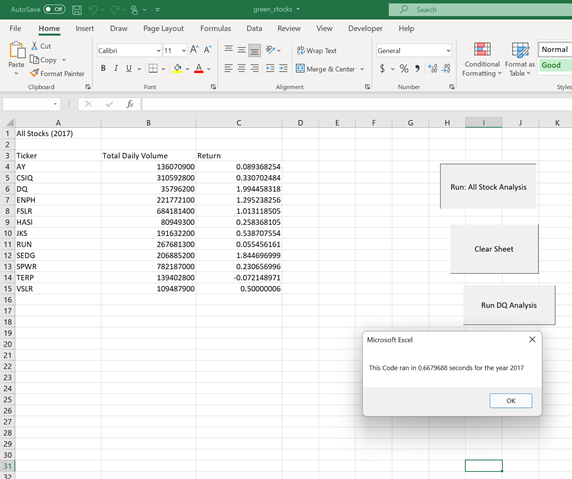 AutoSave Off green_stocks Search
File Home Insert Draw Page Layout Formulas Data Review View Developer Help
Paste Cut Copy Format Painter Calibri 11 A A B I U A Wrap Text Merge & Center General $ % 9 Conditional Formatting Format as Table Normal Good
Clipboard Font Alignment Number Styles
fx
A B C D E F G H I J K
1 All Stocks (2017)
2
3 Ticker Total Daily Volume Return
4 AY 136070900 0.089368254
5 CSIQ 310592800 0.330702484
6 DQ 35796200 1.994458318
7 ENPH 221772100 1.295238256
8 FSLR 684181400 1.013118505
9 HASI 80949300 0.258368105
10 JKS 191632200 0.538707554
11 RUN 267681300 0.055456161
12 SEDG 206885200 1.844696999
13 SPWR 782187000 0.230656996
14 TERP 139402800 -0.072148971
15 VSLR 109487900 0.50000006
16
17
18
19
20
21
22
23
24
25
26
27
28
29
30
31
32
Run: All Stock Analysis
Clear Sheet
Run DQ Analysis
Microsoft Excel
This Code ran in 0.6679688 seconds for the year 2017
OK